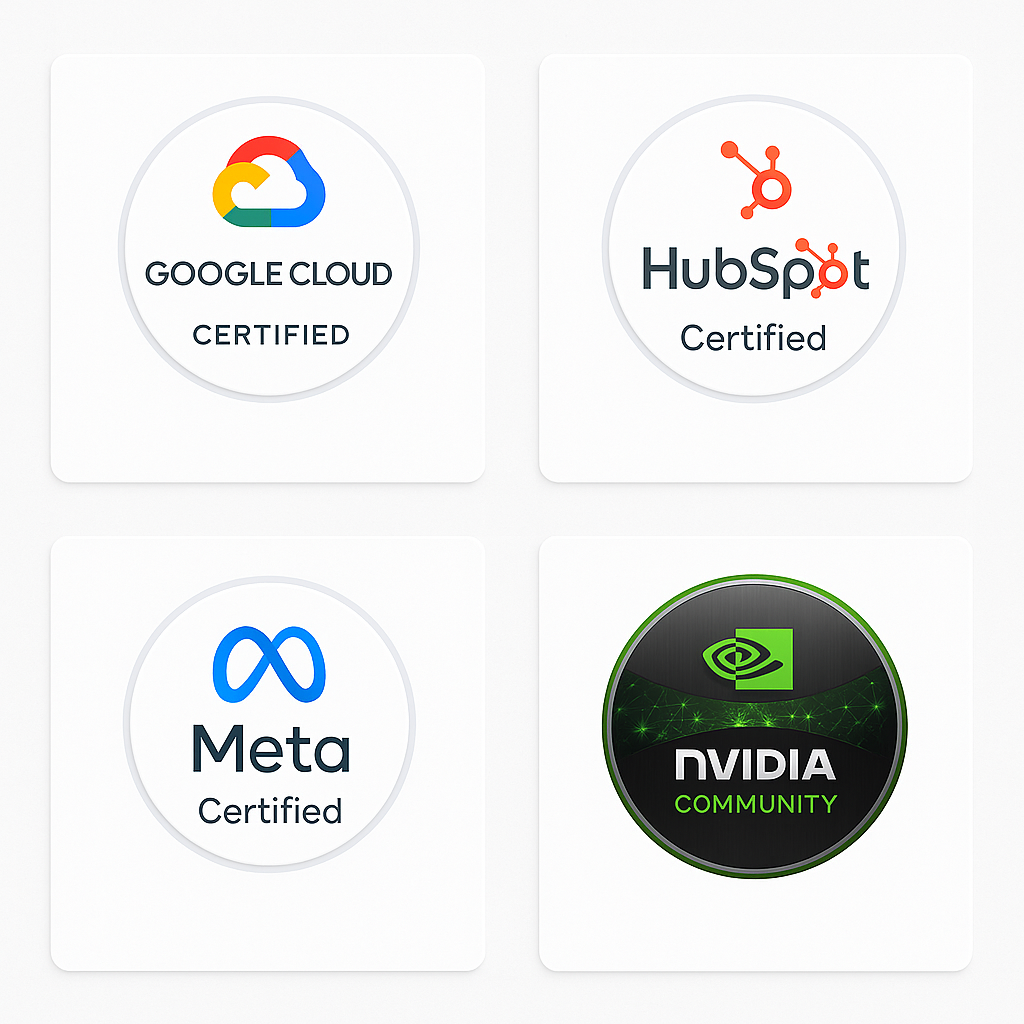 GOOGLE CLOUD
CERTIFIED
HubSpot
Certified
Meta
Certified
NVIDIA
COMMUNITY